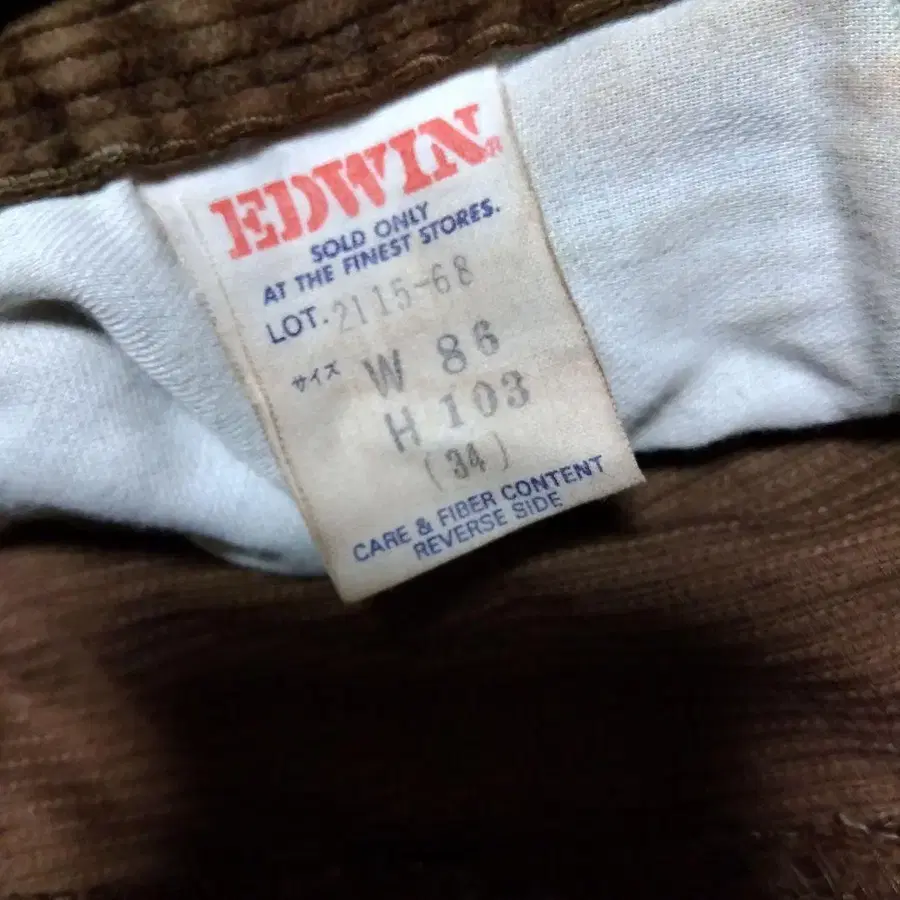 EDWIN®
SOLD ONLY
AT THE FINEST STORES.
LOT. 2115-68
サイズ W 86
H 103
(34)
CARE & FIBER CONTENT
REVERSE SIDE